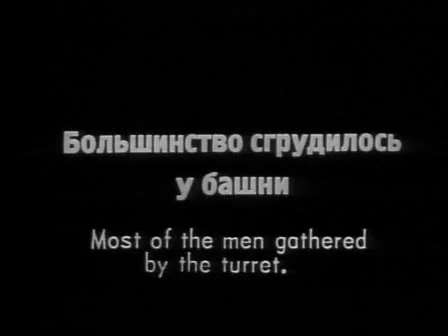 Большинство сгрудилось
у башни
Most of the men gathered
by the turret.